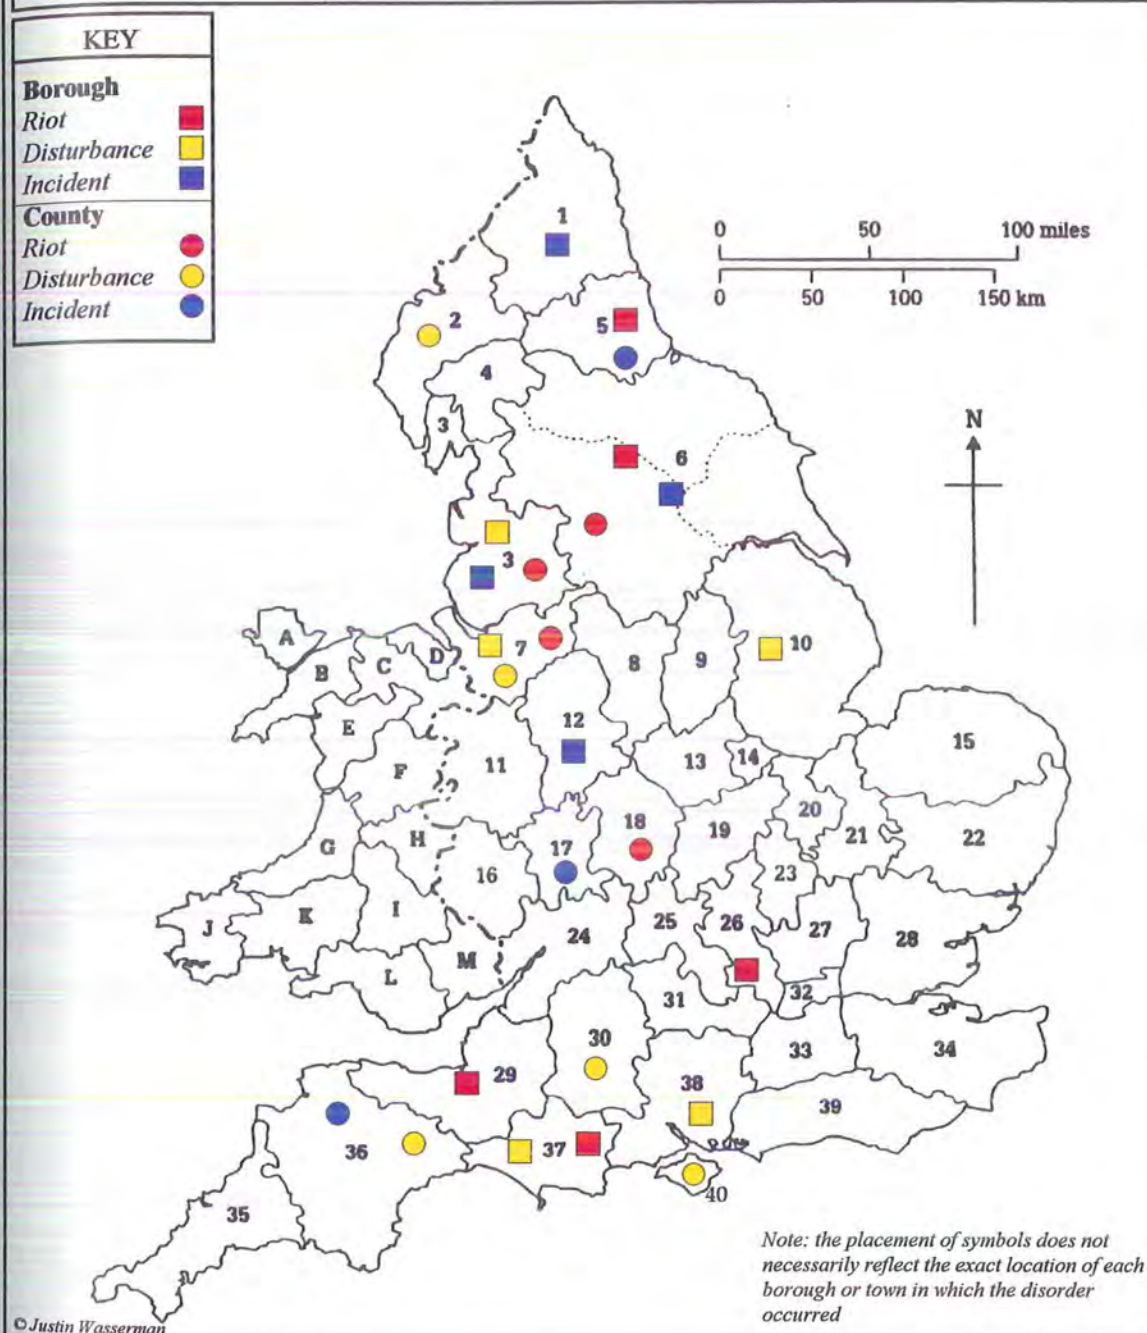 KEY
Borough
Riot
Disturbance
Incident
County
Riot
Disturbance
Incident
0 50 100 miles
0 50 100 150 km
N
1
2
5
4
3
6
3
A
B
C
D
7
8
9
10
E
F
11
12
13
14
15
G
H
16
17
18
19
20
21
22
23
J
K
I
L
M
24
25
26
27
28
29
30
31
32
33
34
35
36
37
38
39
40
Note: the placement of symbols does not
necessarily reflect the exact location of each
borough or town in which the disorder
occurred
© Justin Wasserman